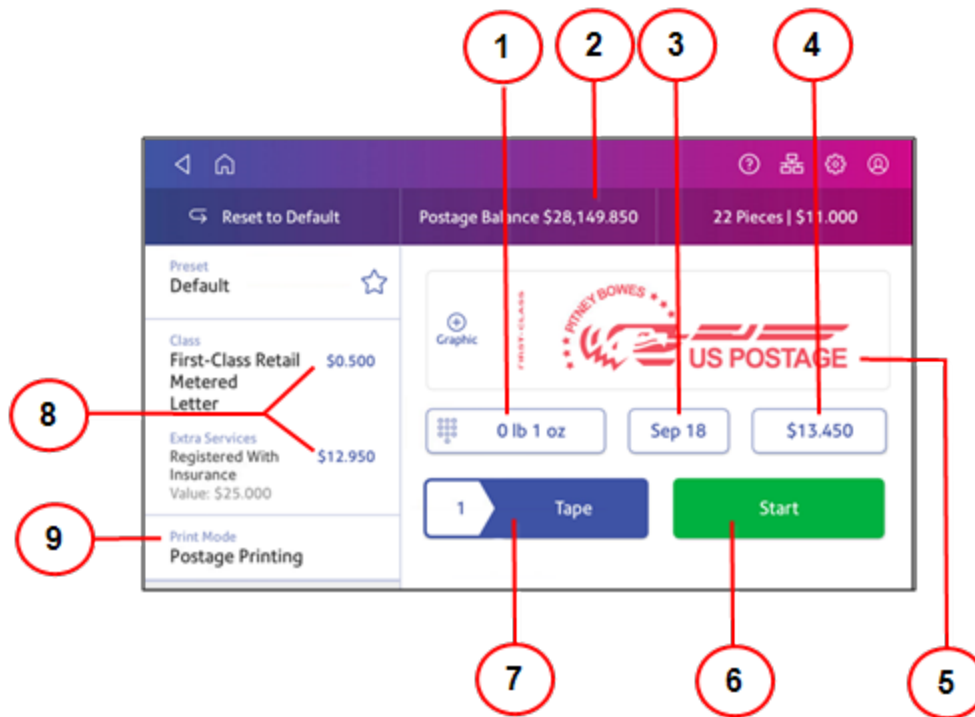 1
2
3
4
Reset to Default
Postage Balance $28,149.850
22 Pieces | $11.000
Preset
Default
Class
First-Class Retail
Metered
Letter
$0.500
Extra Services
Registered With
Insurance
$12.950
Value: $25.000
Print Mode
Postage Printing
Graphic
FIRST-CLASS
PITNEY BOWES
US POSTAGE
0 lb 1 oz
Sep 18
$13.450
1
Tape
Start
8
9
7
6
5